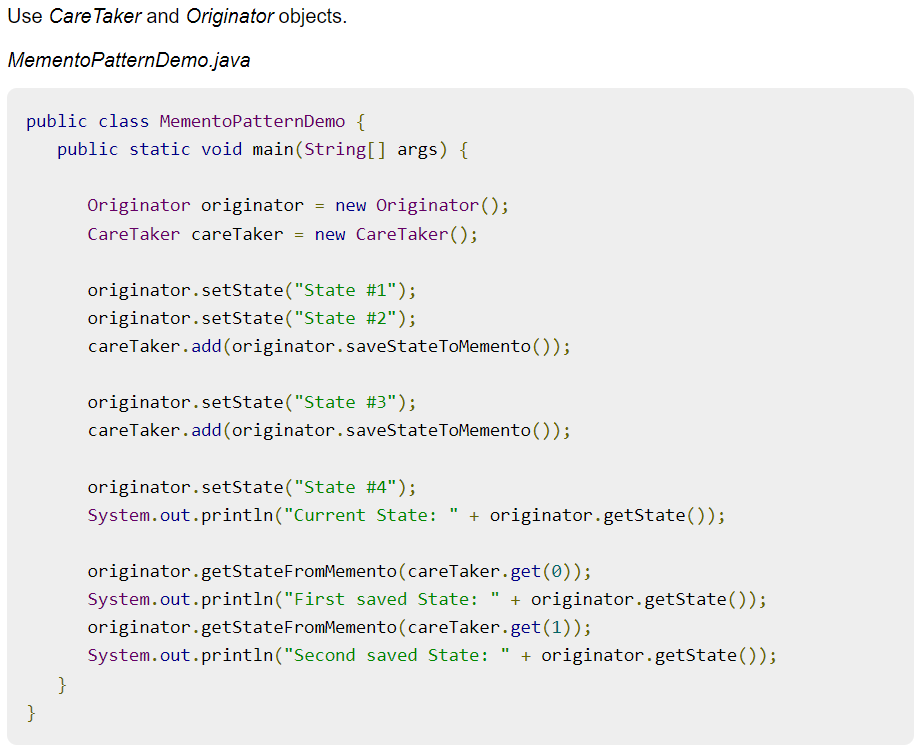 Use CareTaker and Originator objects.
MementoPatternDemo.java
public class MementoPatternDemo {
   public static void main(String[] args) {

      Originator originator = new Originator();
      CareTaker careTaker = new CareTaker();

      originator.setState("State #1");
      originator.setState("State #2");
      careTaker.add(originator.saveStateToMemento());

      originator.setState("State #3");
      careTaker.add(originator.saveStateToMemento());

      originator.setState("State #4");
      System.out.println("Current State: " + originator.getState());

      originator.getStateFromMemento(careTaker.get(0));
      System.out.println("First saved State: " + originator.getState());
      originator.getStateFromMemento(careTaker.get(1));
      System.out.println("Second saved State: " + originator.getState());
   }
}